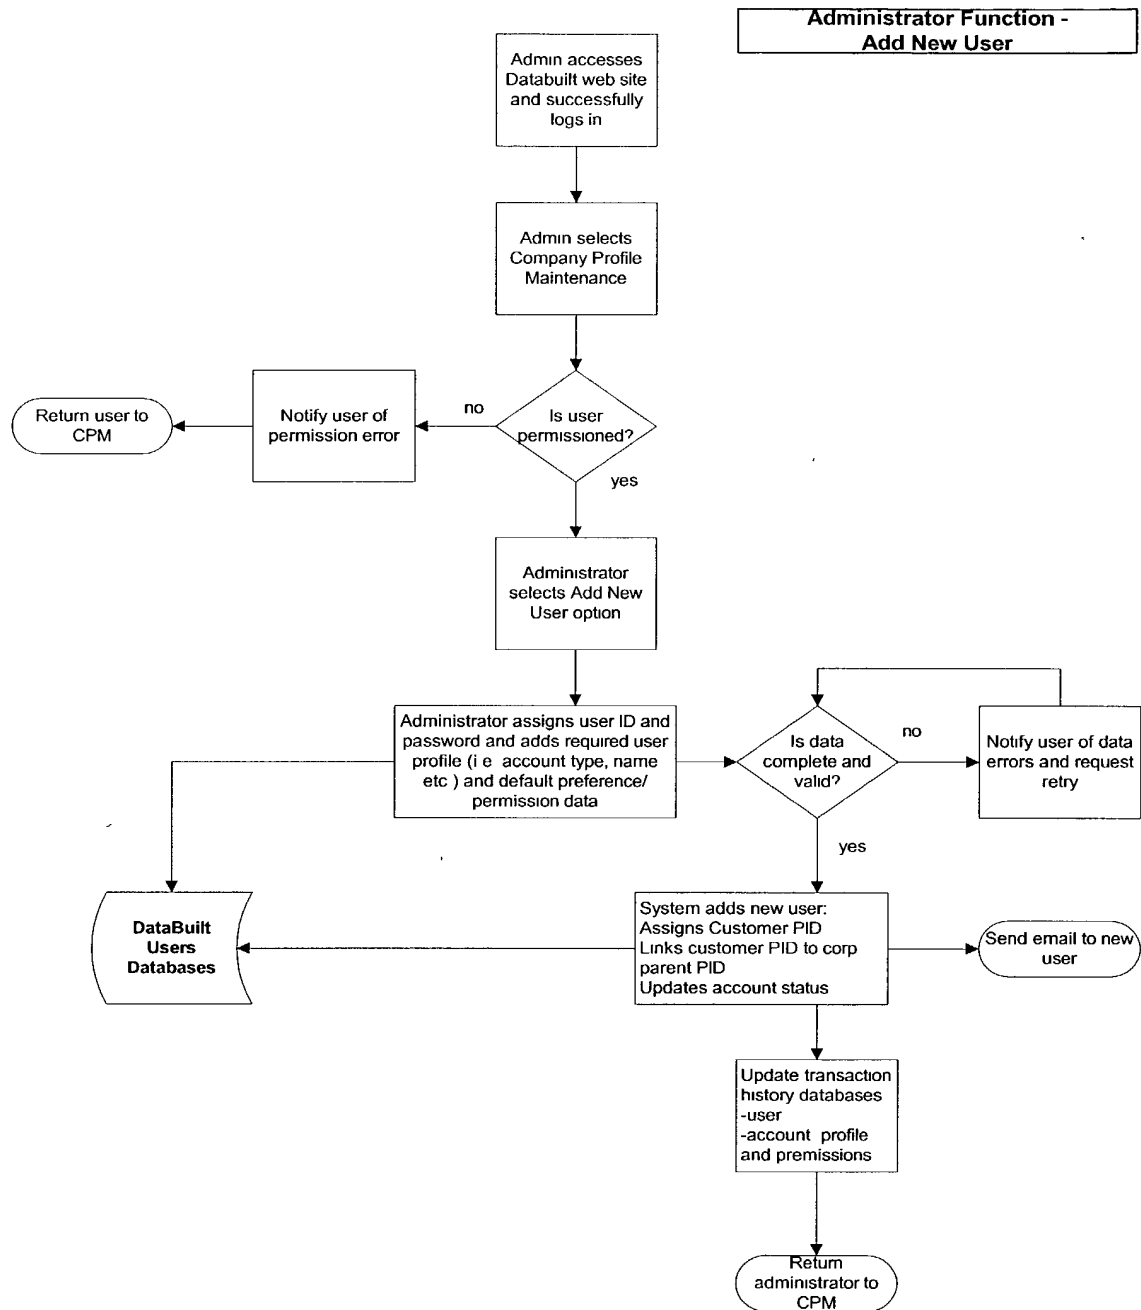 Administrator Function -
Add New User
Admin accesses
Databuilt web site
and successfully
logs in
Admin selects
Company Profile
Maintenance
Return user to
CPM
Notify user of
permission error
no
Is user
permissioned?
yes
Administrator
selects Add New
User option
Administrator assigns user ID and
password and adds required user
profile (i e account type, name
etc ) and default preference/
permission data
Is data
complete and
valid?
no
Notify user of data
errors and request
retry
yes
DataBuilt
Users
Databases
System adds new user:
Assigns Customer PID
Links customer PID to corp
parent PID
Updates account status
Send email to new
user
Update transaction
history databases
-user
-account profile
and premissions
Return
administrator to
CPM